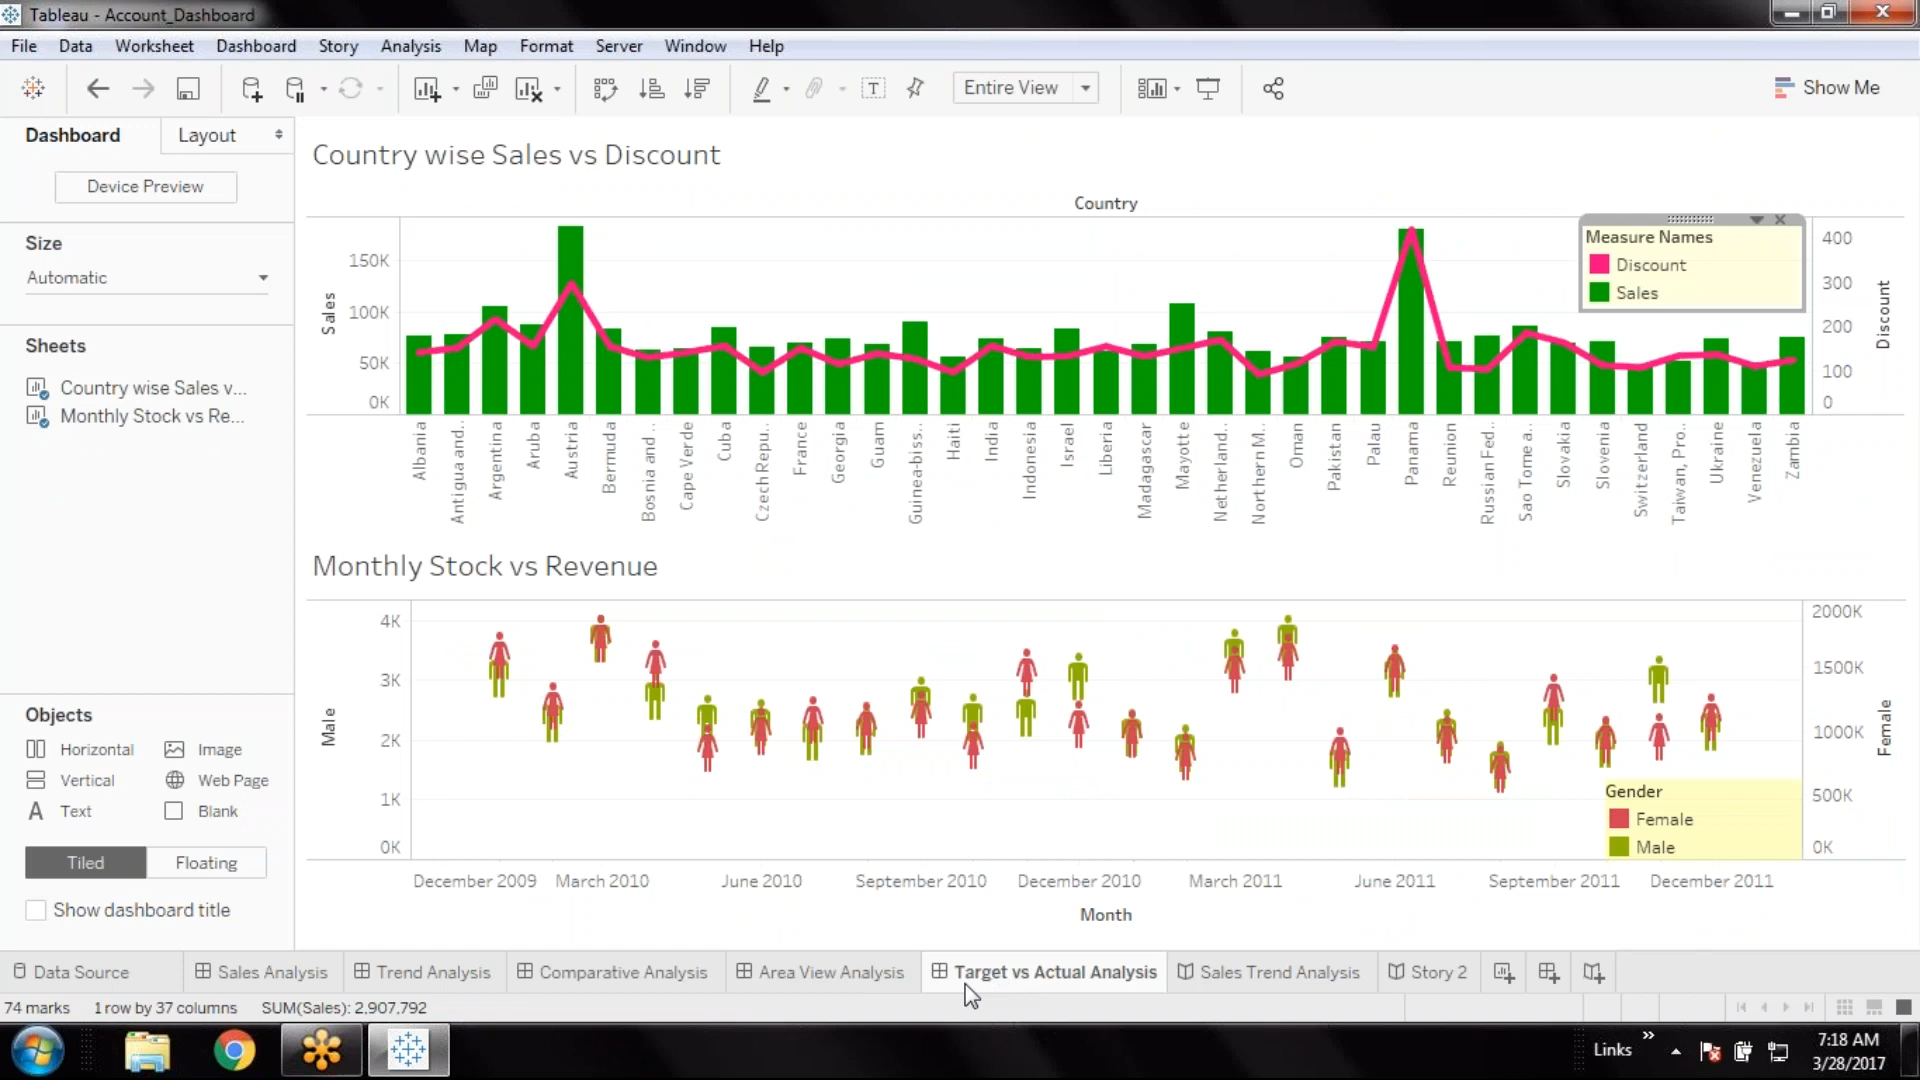 Tableau - Account_Dashboard
File Data Worksheet Dashboard Story Analysis Map Format Server Window Help
Entire View
Show Me
Dashboard
Layout
Device Preview
Size
Automatic
Sheets
Country wise Sales v...
Monthly Stock vs Re...
Objects
Horizontal
Image
Vertical
Web Page
A Text
Blank
Tiled
Floating
Show dashboard title
Country wise Sales vs Discount
Country
Sales
150K
100K
50K
0K
Measure Names
Discount
Sales
400
300
200
100
0
Discount
Albania
Antigua and..
Argentina
Aruba
Austria
Bermuda
Bosnia and ..
Cape Verde
Cuba
Czech Repu..
France
Georgia
Guam
Guinea-biss..
Haiti
India
Indonesia
Israel
Liberia
Madagascar
Mayotte
Netherland..
Northern M..
Oman
Pakistan
Palau
Panama
Reunion
Russian Fed..
Sao Tome a..
Slovakia
Slovenia
Switzerland
Taiwan, Pro..
Ukraine
Venezuela
Zambia
Monthly Stock vs Revenue
Male
4K
3K
2K
1K
0K
2000K
1500K
1000K
500K
0K
Female
Gender
Female
Male
December 2009 March 2010 June 2010 September 2010 December 2010 March 2011 June 2011 September 2011 December 2011
Month
Data Source
Sales Analysis
Trend Analysis
Comparative Analysis
Area View Analysis
Target vs Actual Analysis
Sales Trend Analysis
Story 2
74 marks 1 row by 37 columns SUM(Sales): 2,907,792
Links
7:18 AM
3/28/2017